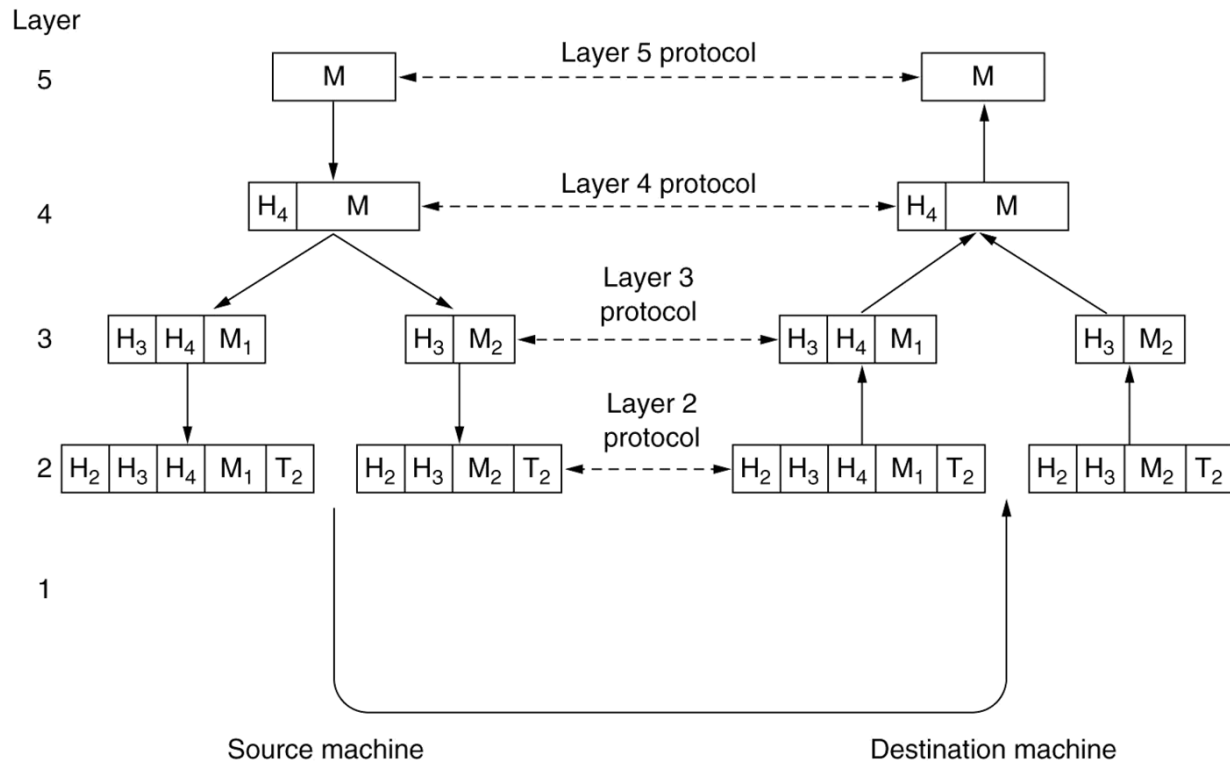 Layer
5 M Layer 5 protocol M
4 H₄ M Layer 4 protocol H₄ M
Layer 3
protocol
3 H₃ H₄ M₁ H₃ M₂ H₃ H₄ M₁ H₃ M₂
Layer 2
protocol
2 H₂ H₃ H₄ M₁ T₂ H₂ H₃ M₂ T₂ H₂ H₃ H₄ M₁ T₂ H₂ H₃ M₂ T₂
1
Source machine Destination machine